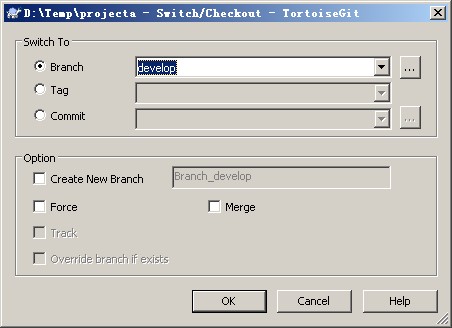 D:\Temp\projecta - Switch/Checkout - TortoiseGit
Switch To
Branch
develop
...
Tag
Commit
...
Option
Create New Branch
Branch_develop
Force
Merge
Track
Override branch if exists
OK
Cancel
Help